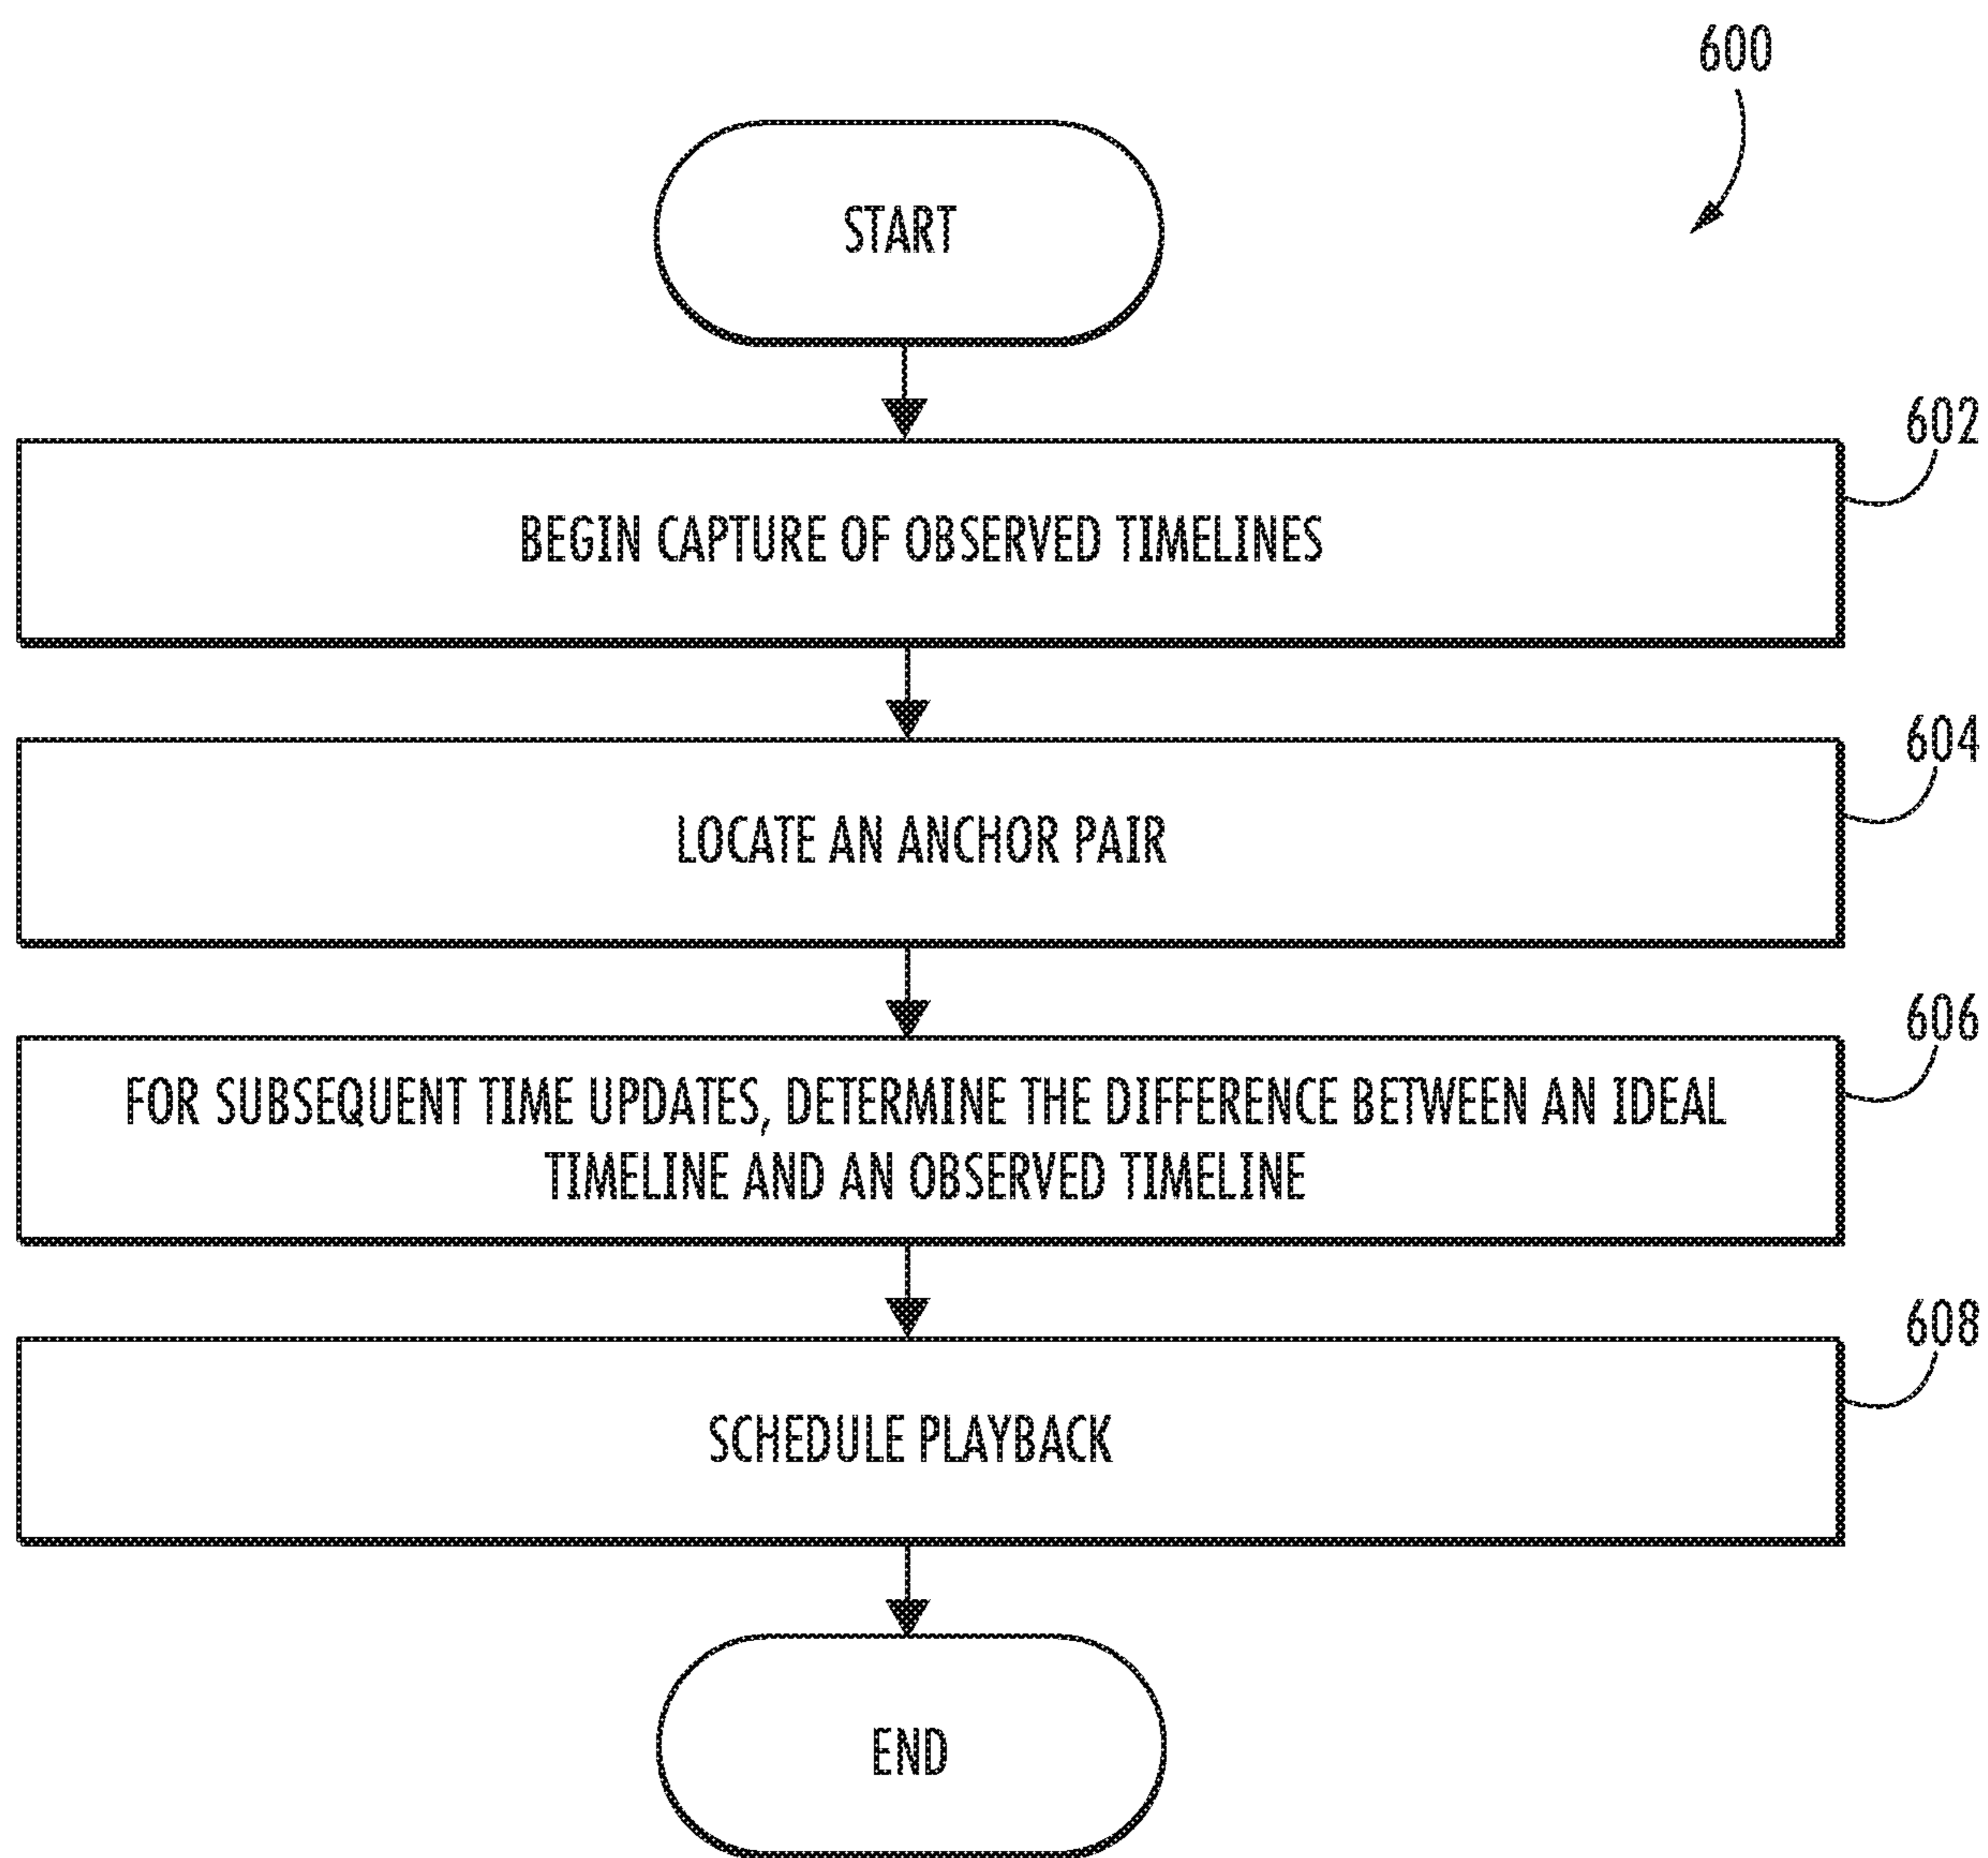 600
START
602
BEGIN CAPTURE OF OBSERVED TIMELINES
604
LOCATE AN ANCHOR PAIR
606
FOR SUBSEQUENT TIME UPDATES, DETERMINE THE DIFFERENCE BETWEEN AN IDEAL
TIMELINE AND AN OBSERVED TIMELINE
608
SCHEDULE PLAYBACK
END